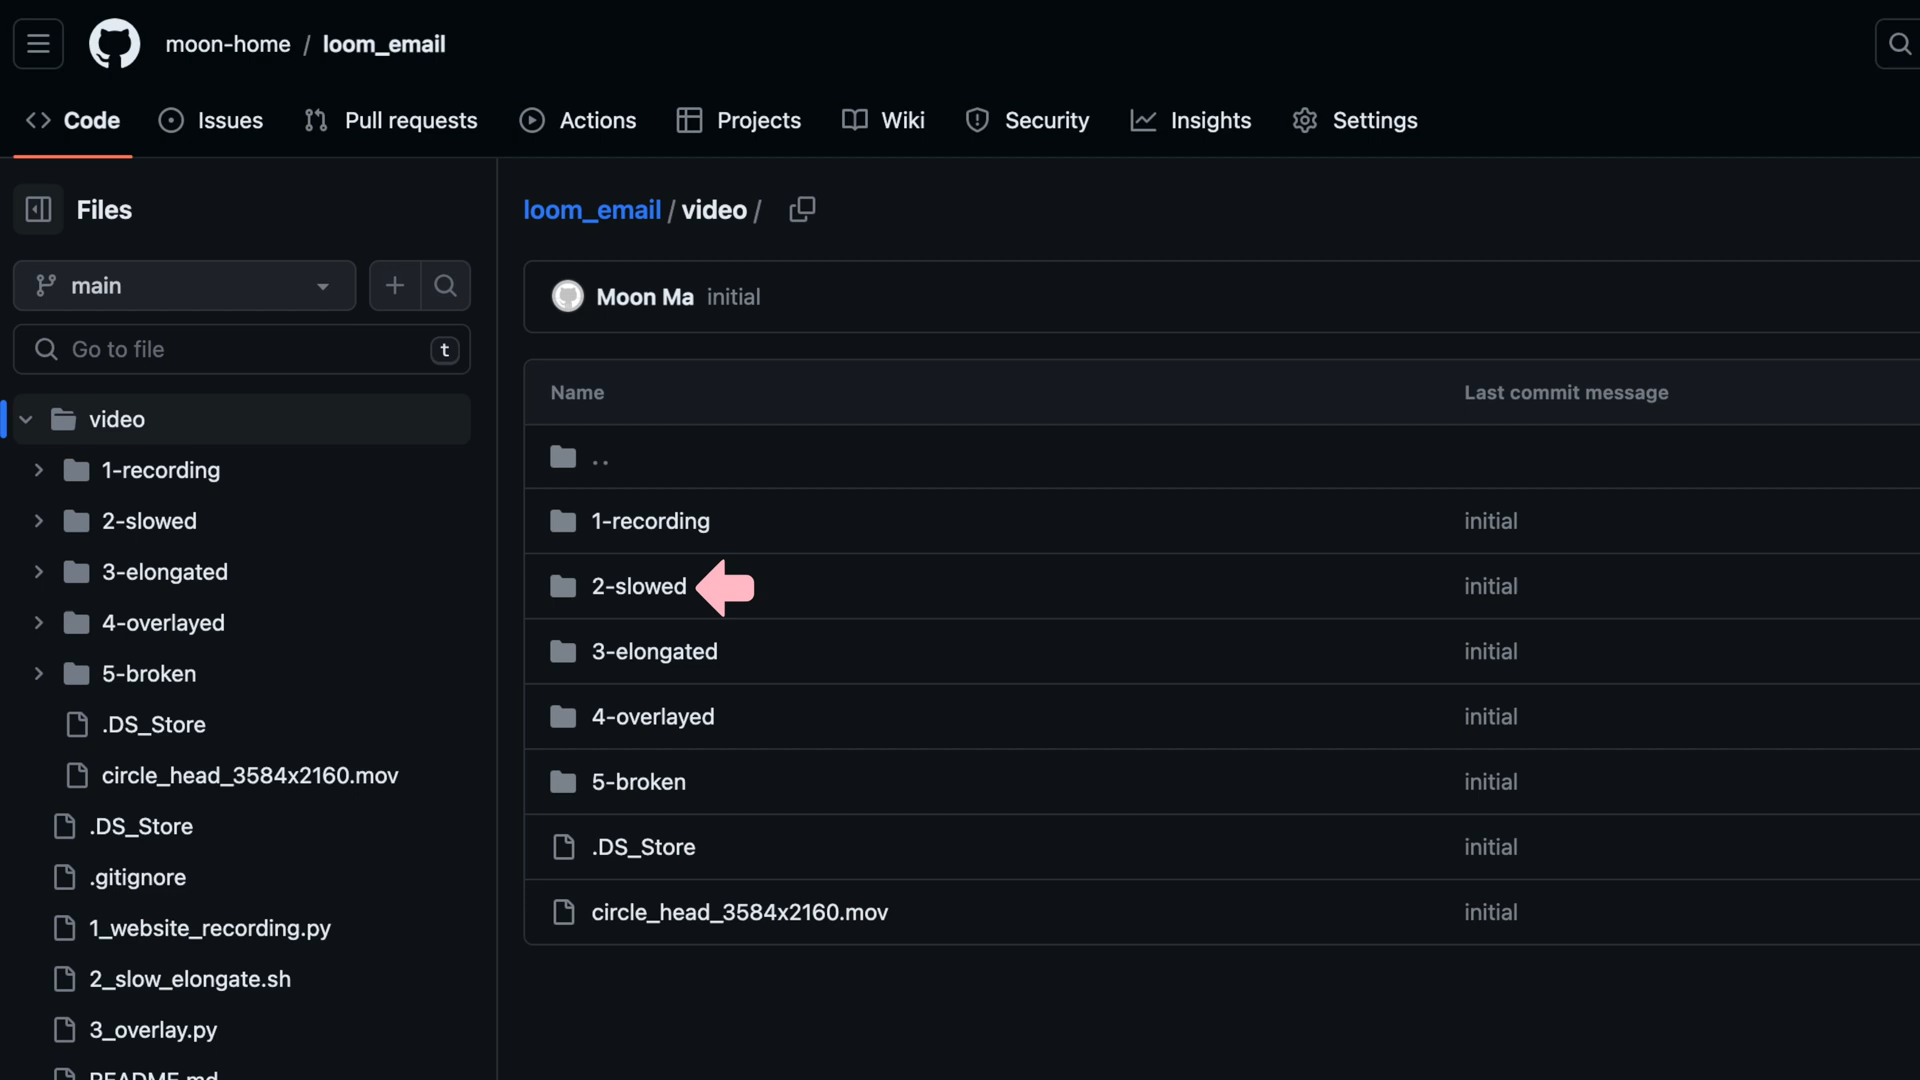 moon-home / loom_email
Code Issues Pull requests Actions Projects Wiki Security Insights Settings
Files
main
Go to file t
video
1-recording
2-slowed
3-elongated
4-overlayed
5-broken
.DS_Store
circle_head_3584x2160.mov
.DS_Store
.gitignore
1_website_recording.py
2_slow_elongate.sh
3_overlay.py
README.md
loom_email / video /
Moon Ma initial
Name Last commit message
..
1-recording initial
2-slowed initial
3-elongated initial
4-overlayed initial
5-broken initial
.DS_Store initial
circle_head_3584x2160.mov initial